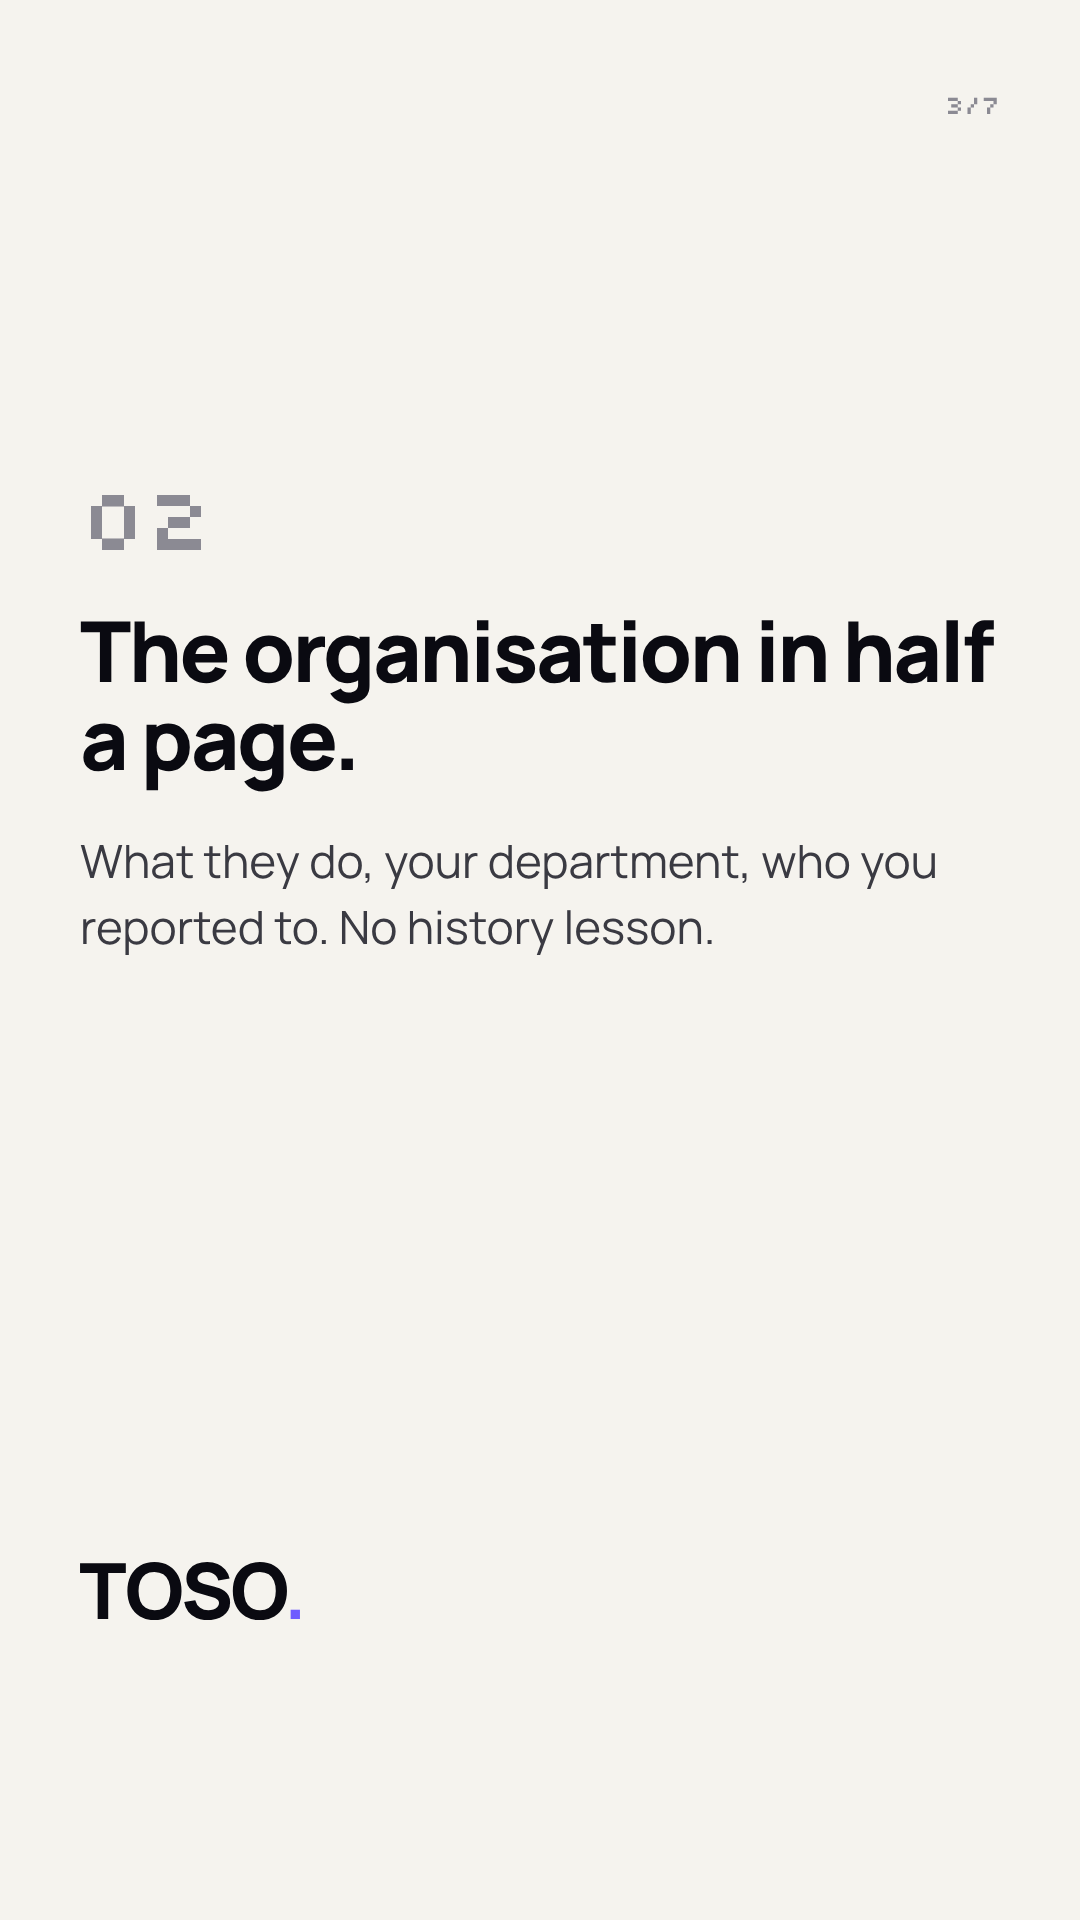 3/7
02
The organisation in half
a page.
What they do, your department, who you
reported to. No history lesson.
TOSO.